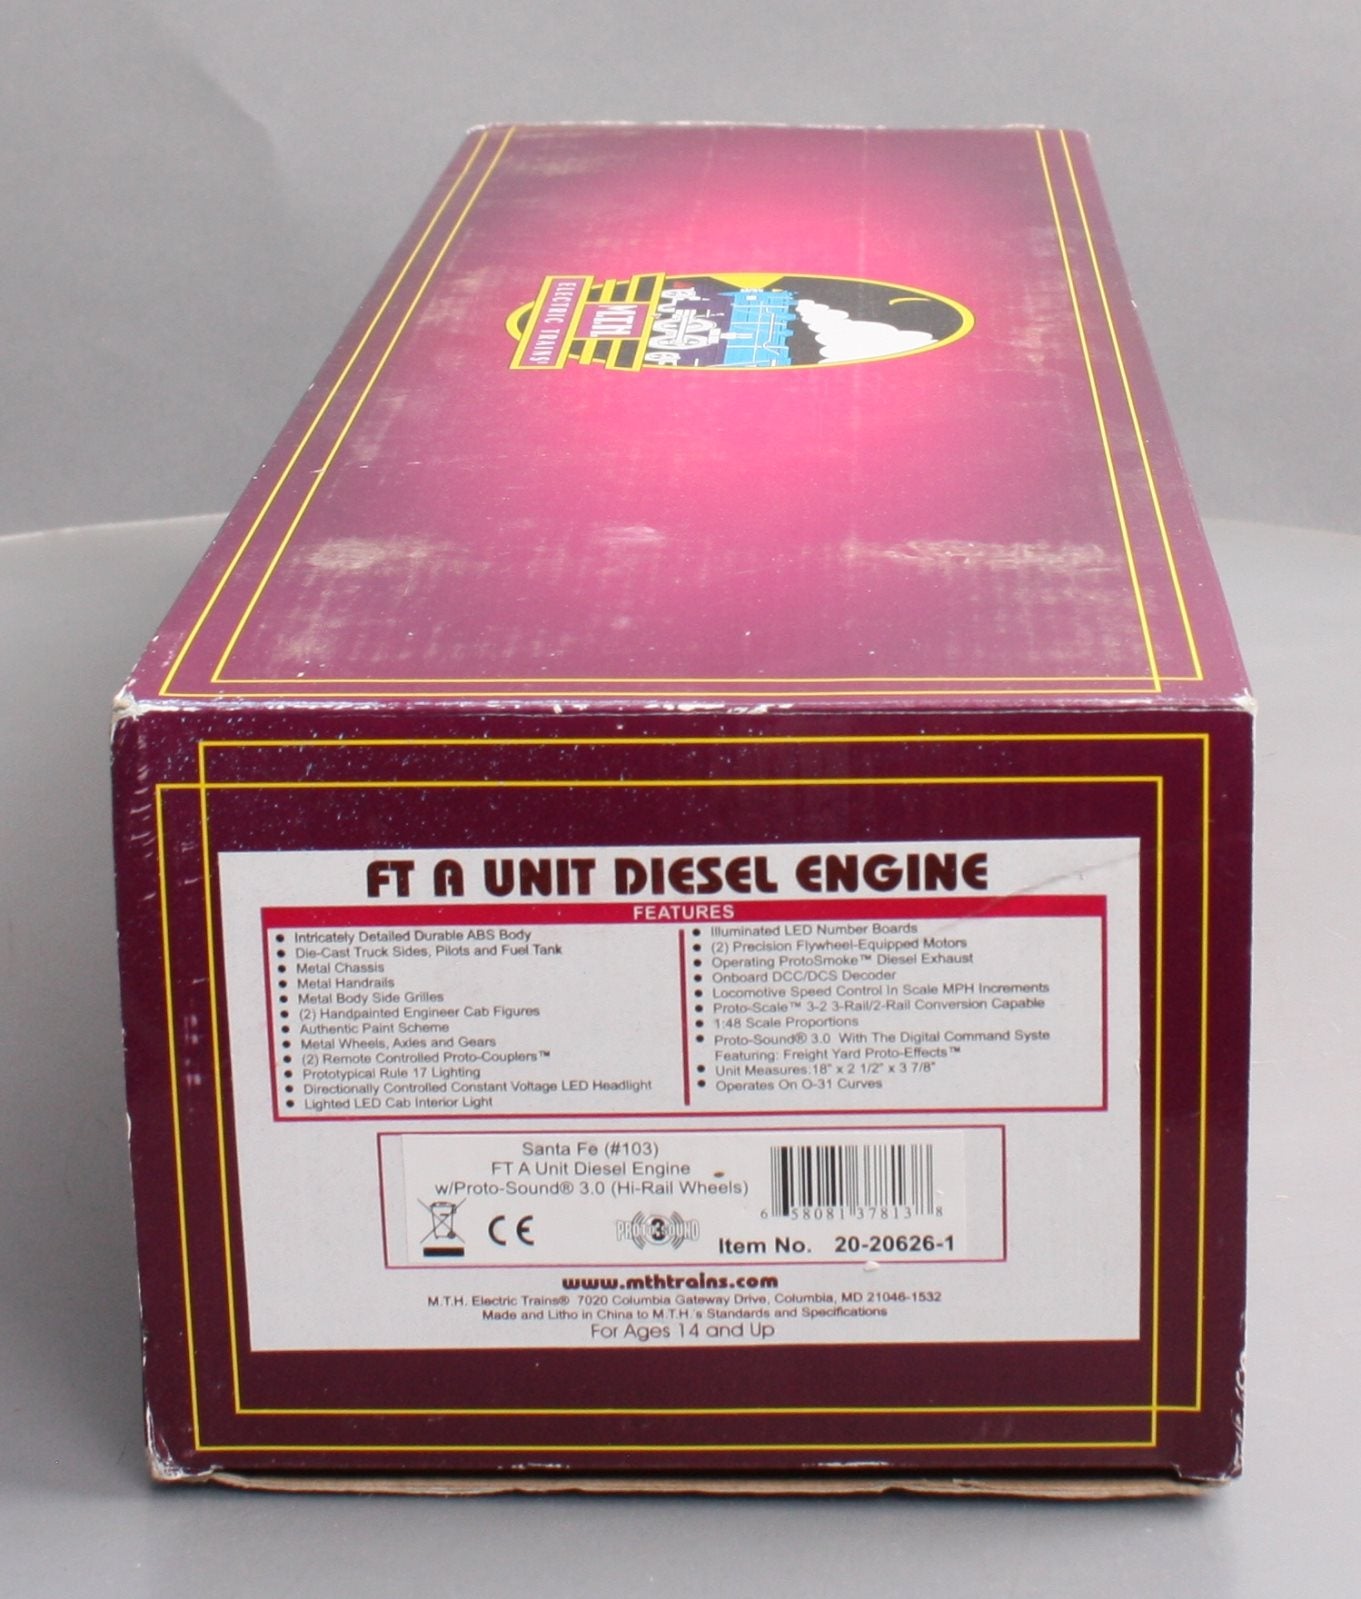 M.T.H.
ELECTRIC TRAINS
FT A UNIT DIESEL ENGINE
FEATURES
● Intricately Detailed Durable ABS Body
● Die-Cast Truck Sides, Pilots and Fuel Tank
● Metal Chassis
● Metal Handrails
● Metal Body Side Grilles
● (2) Handpainted Engineer Cab Figures
● Authentic Paint Scheme
● Metal Wheels, Axles and Gears
● (2) Remote Controlled Proto-Couplers™
● Prototypical Rule 17 Lighting
● Directionally Controlled Constant Voltage LED Headlight
● Lighted LED Cab Interior Light
● Illuminated LED Number Boards
● (2) Precision Flywheel-Equipped Motors
● Operating ProtoSmoke™ Diesel Exhaust
● Onboard DCC/DCS Decoder
● Locomotive Speed Control In Scale MPH Increments
● Proto-Scale™ 3-2 3-Rail/2-Rail Conversion Capable
● 1:48 Scale Proportions
● Proto-Sound® 3.0 With The Digital Command Syste
Featuring: Freight Yard Proto-Effects™
● Unit Measures:18" x 2 1/2" x 3 7/8"
● Operates On O-31 Curves
Santa Fe (#103)
FT A Unit Diesel Engine
w/Proto-Sound® 3.0 (Hi-Rail Wheels)
6 58081 37813 8
CE
PROTO SOUND 3
Item No. 20-20626-1
www.mthtrains.com
M.T.H. Electric Trains® 7020 Columbia Gateway Drive, Columbia, MD 21046-1532
Made and Litho in China to M.T.H.'s Standards and Specifications
For Ages 14 and Up